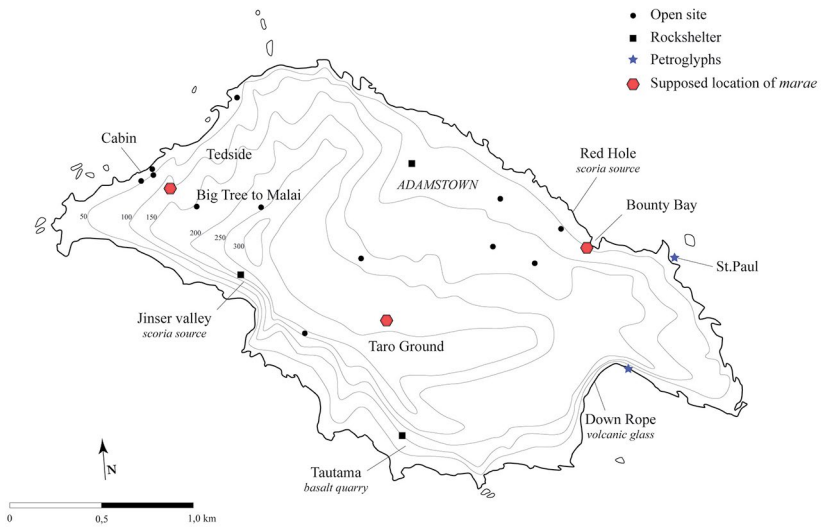 Open site
Rockshelter
Petroglyphs
Supposed location of marae
Cabin
Tedside
Big Tree to Malai
ADAMSTOWN
Red Hole
scoria source
Bounty Bay
St.Paul
50
100
150
200
250
300
Jinser valley
scoria source
Taro Ground
Down Rope
volcanic glass
Tautama
basalt quarry
N
0
0,5
1,0 km